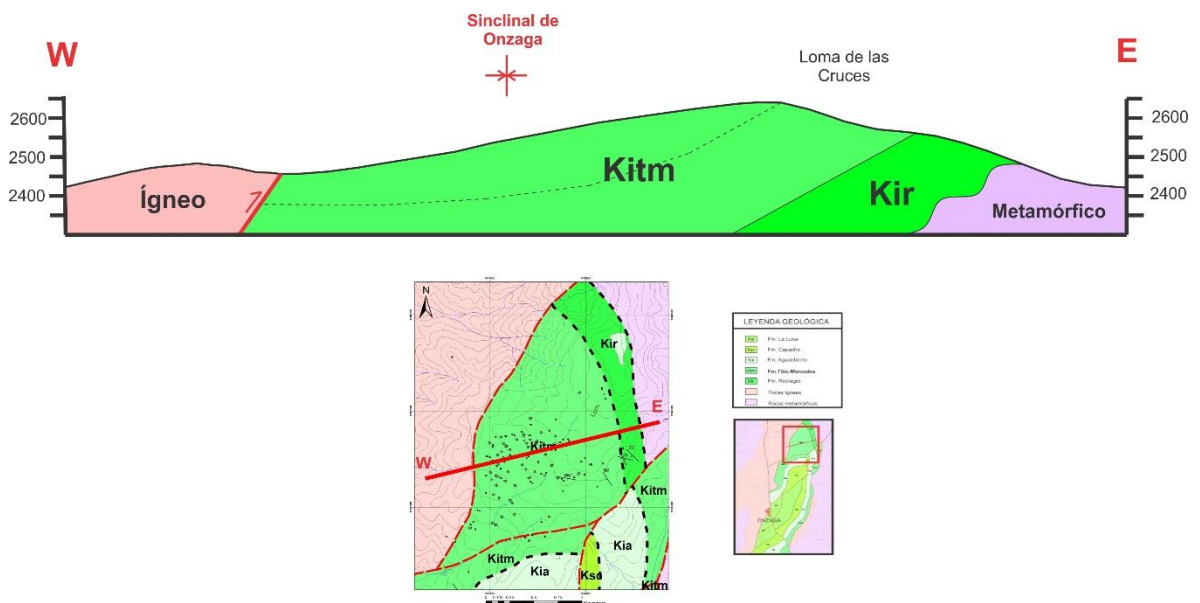 W
Sinclinal de
Onzaga
Loma de las
Cruces
E
2600
2500
2400
Ígneo
Kitm
Kir
Metamórfico
2600
2500
2400
N
Kir
E
Kitm
W
Kitm
Kitm
Kia
Kia
Ksc
Kitm
LEYENDA GEOLÓGICA
Fm. La Luna
Fm. Capacho
Fm. Aguardiente
Fm. Tibú-Mercedes
Fm. Rionegro
Rocas ígneas
Rocas metamórficas
ONZAGA